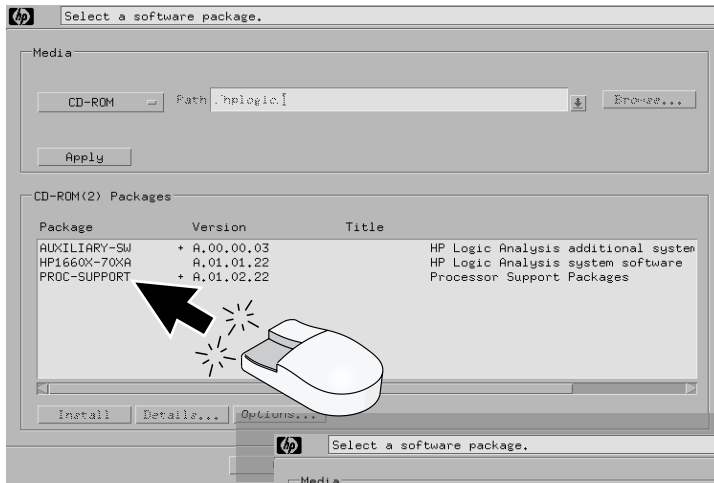 hp Select a software package.
Media
CD-ROM Path /hplogic/ Browse...
Apply
CD-ROM(2) Packages
Package Version Title
AUXILIARY-SW + A.00.00.03 HP Logic Analysis additional system
HP1660X-70XA A.01.01.22 HP Logic Analysis system software
PROC-SUPPORT + A.01.02.22 Processor Support Packages
Install Details... Options...
hp Select a software package.
Media